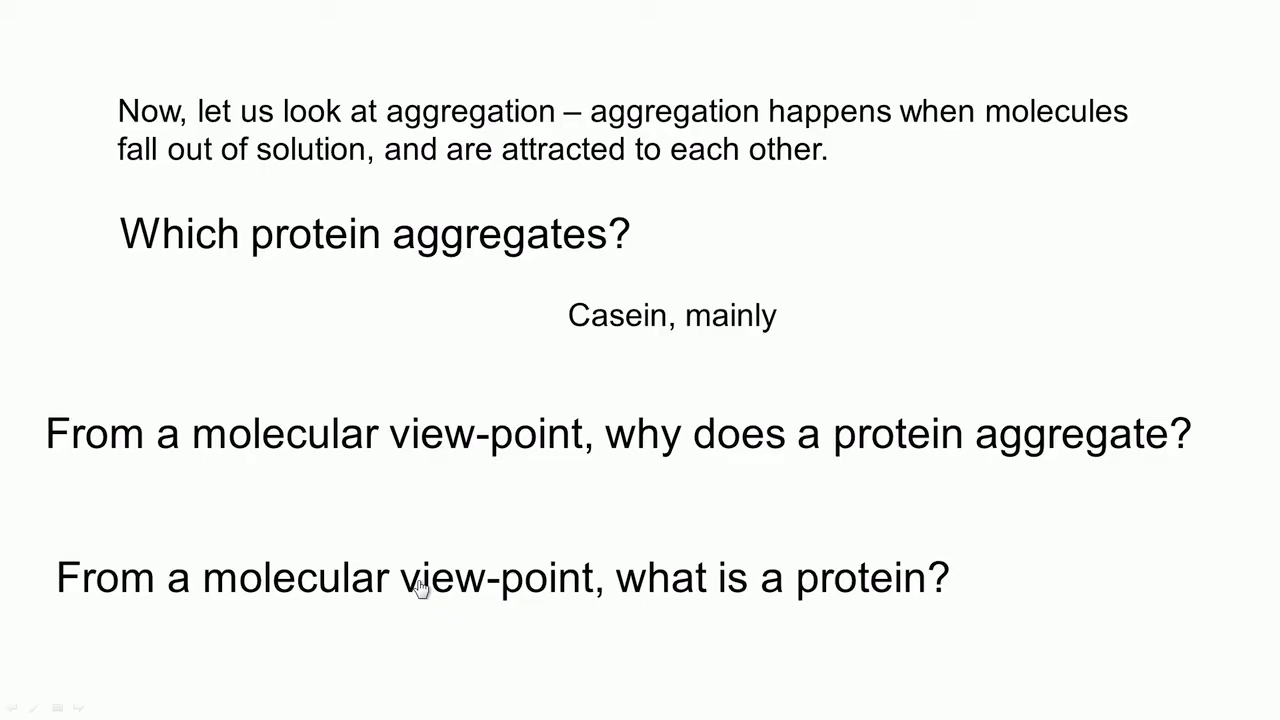 Now, let us look at aggregation – aggregation happens when molecules
fall out of solution, and are attracted to each other.
Which protein aggregates?
Casein, mainly
From a molecular view-point, why does a protein aggregate?
From a molecular view-point, what is a protein?